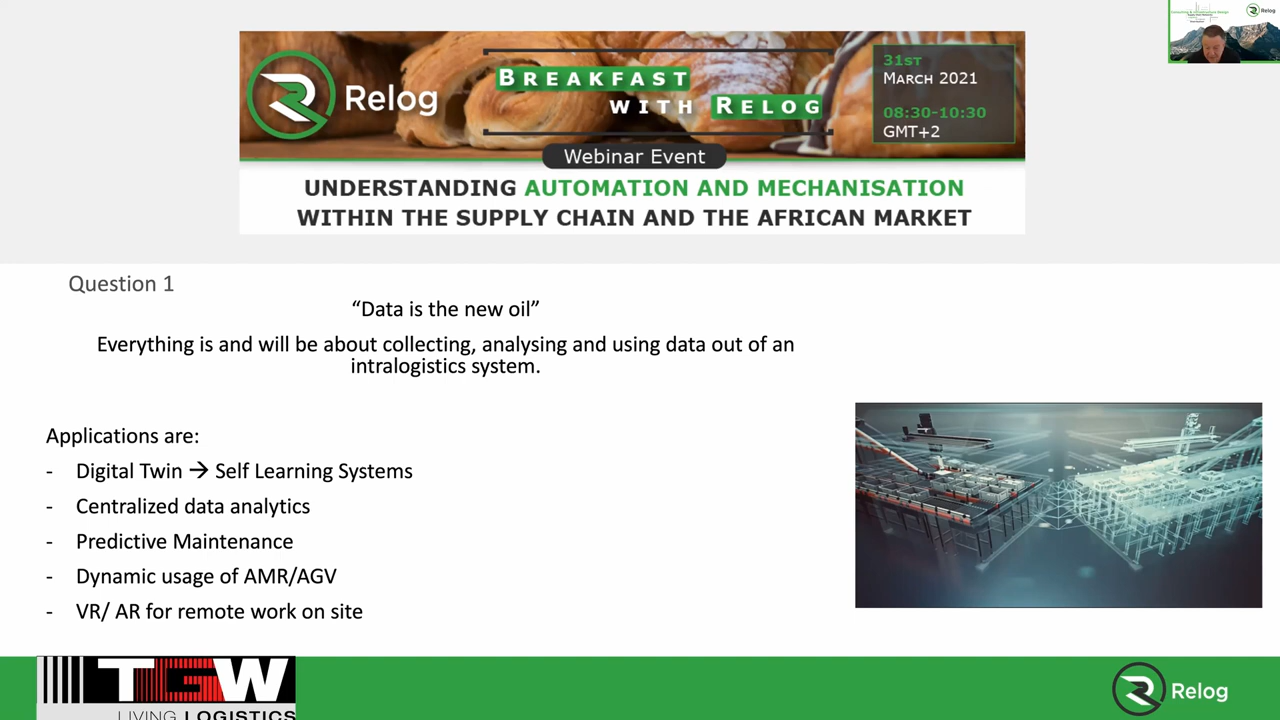 Relog
BREAKFAST
WITH RELOG
31ST
MARCH 2021
08:30-10:30
GMT+2
Webinar Event
UNDERSTANDING AUTOMATION AND MECHANISATION
WITHIN THE SUPPLY CHAIN AND THE AFRICAN MARKET
Relog
Question 1
“Data is the new oil”
Everything is and will be about collecting, analysing and using data out of an
intralogistics system.
Applications are:
- Digital Twin → Self Learning Systems
- Centralized data analytics
- Predictive Maintenance
- Dynamic usage of AMR/AGV
- VR/ AR for remote work on site
TGW
LIVING LOGISTICS
Relog